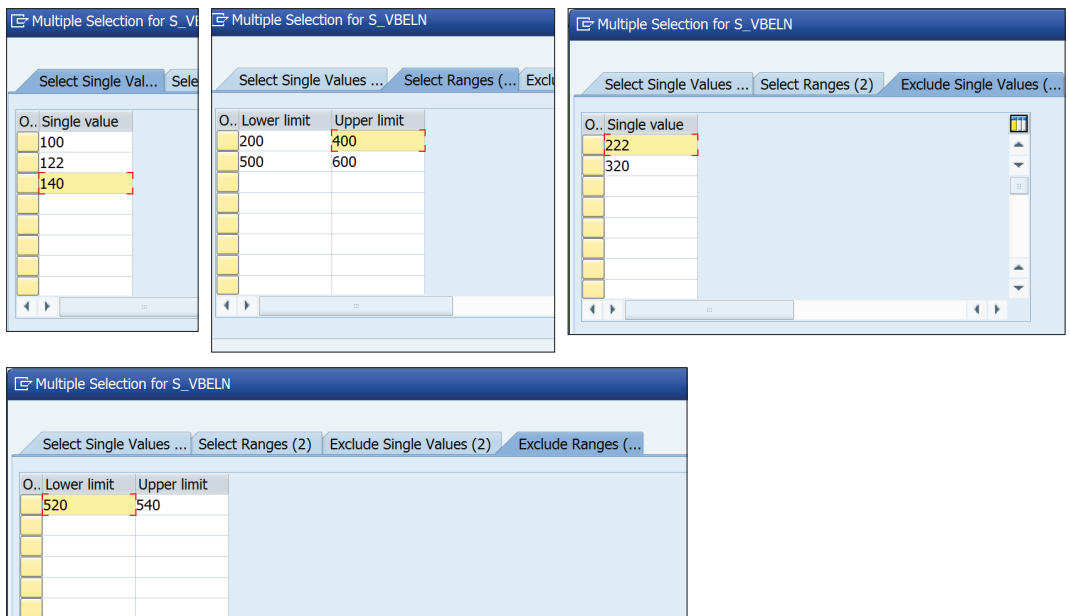 Multiple Selection for S_VE
Select Single Val... Sele
O.. Single value
100
122
140
Multiple Selection for S_VBELN
Select Single Values ... Select Ranges (... Exclu
O.. Lower limit Upper limit
200 400
500 600
Multiple Selection for S_VBELN
Select Single Values ... Select Ranges (2) Exclude Single Values (...
O.. Single value
222
320
Multiple Selection for S_VBELN
Select Single Values ... Select Ranges (2) Exclude Single Values (2) Exclude Ranges (...
O.. Lower limit Upper limit
520 540